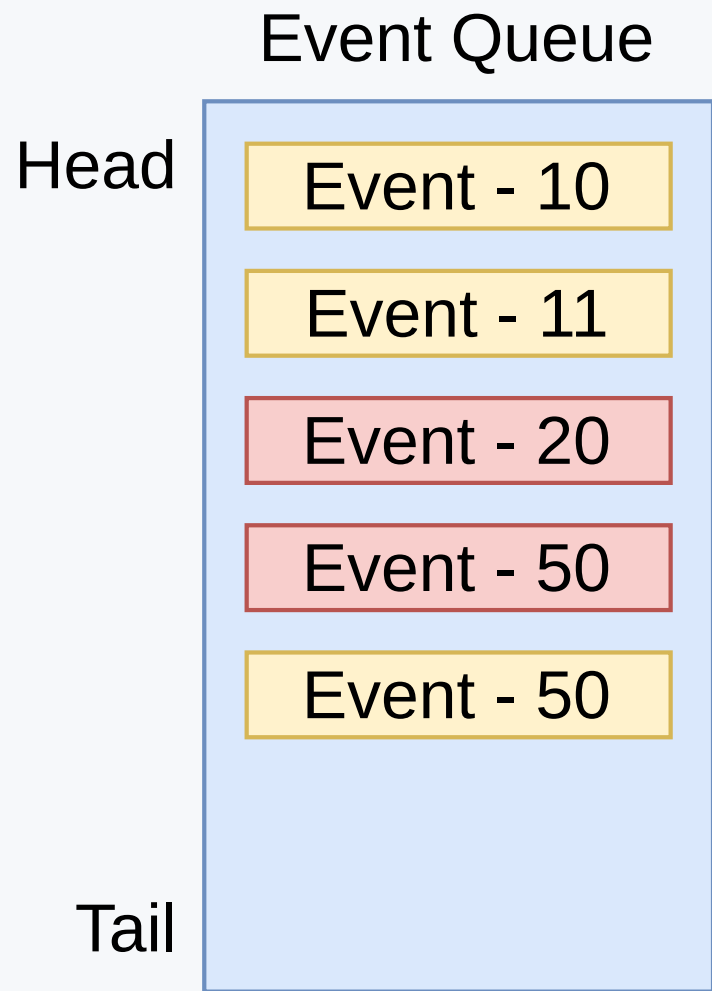 Event Queue
Head
Event - 10
Event - 11
Event - 20
Event - 50
Event - 50
Tail